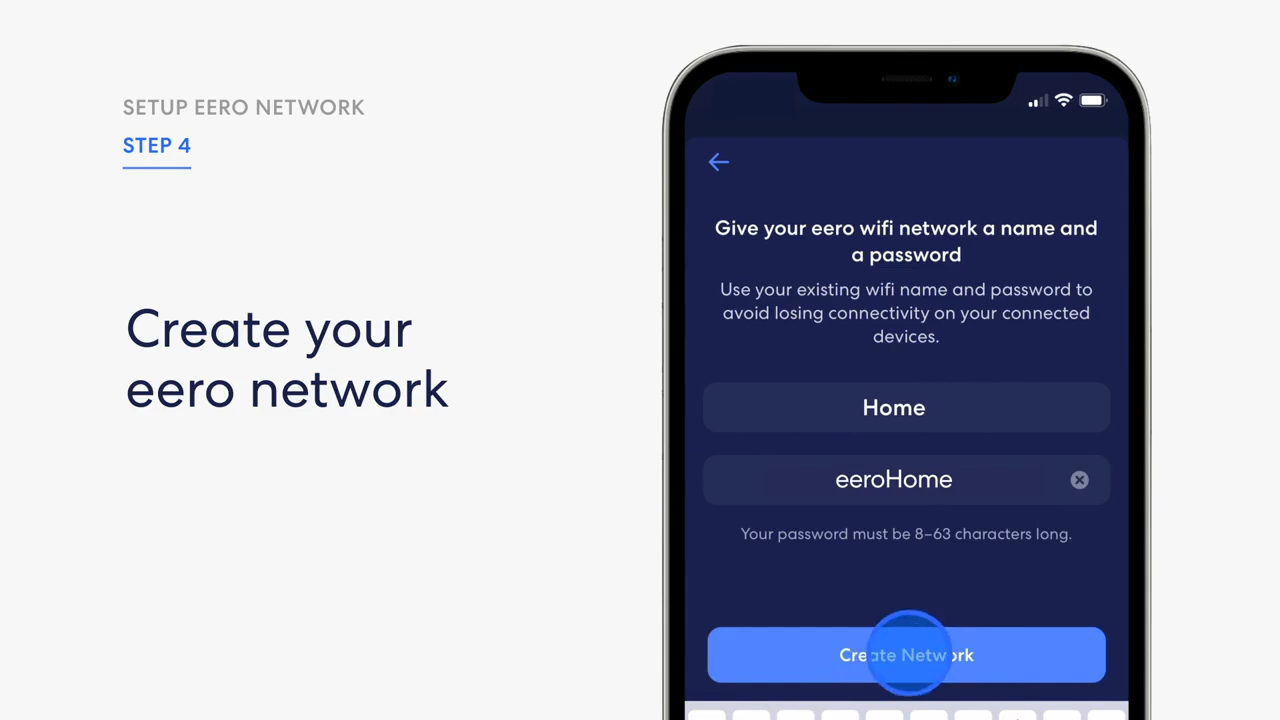 SETUP EERO NETWORK
STEP 4
Create your
eero network
Give your eero wifi network a name and
a password
Use your existing wifi name and password to
avoid losing connectivity on your connected
devices.
Home
eeroHome
Your password must be 8–63 characters long.
Create Network